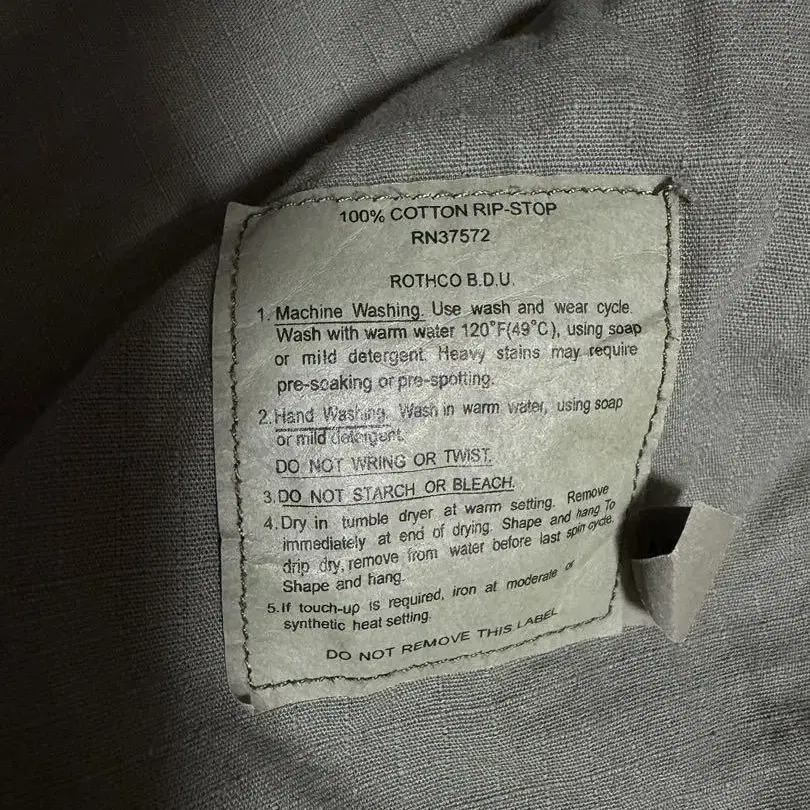 100% COTTON RIP-STOP
RN37572
ROTHCO B.D.U.
1. Machine Washing. Use wash and wear cycle.
Wash with warm water 120°F(49°C), using soap
or mild detergent. Heavy stains may require
pre-soaking or pre-spotting.
2. Hand Washing. Wash in warm water, using soap
or mild detergent.
DO NOT WRING OR TWIST.
3. DO NOT STARCH OR BLEACH.
4. Dry in tumble dryer at warm setting. Remove
immediately at end of drying. Shape and hang To
drip dry, remove from water before last spin cycle.
Shape and hang.
5. If touch-up is required, iron at moderate or
synthetic heat setting.
DO NOT REMOVE THIS LABEL